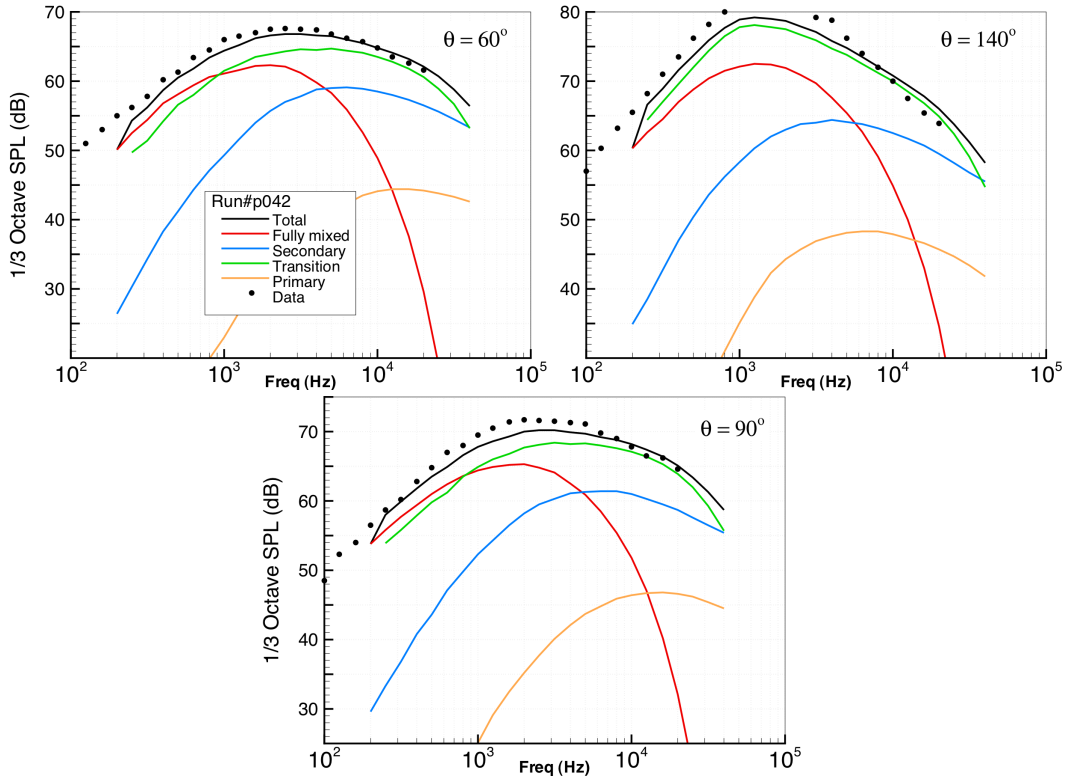 θ = 60°
1/3 Octave SPL (dB)
70
60
50
40
30
Run#p042
Total
Fully mixed
Secondary
Transition
Primary
Data
10² 10³ 10⁴ 10⁵
Freq (Hz)
θ = 140°
80
70
60
50
40
10² 10³ 10⁴ 10⁵
Freq (Hz)
θ = 90°
1/3 Octave SPL (dB)
70
60
50
40
30
10² 10³ 10⁴ 10⁵
Freq (Hz)